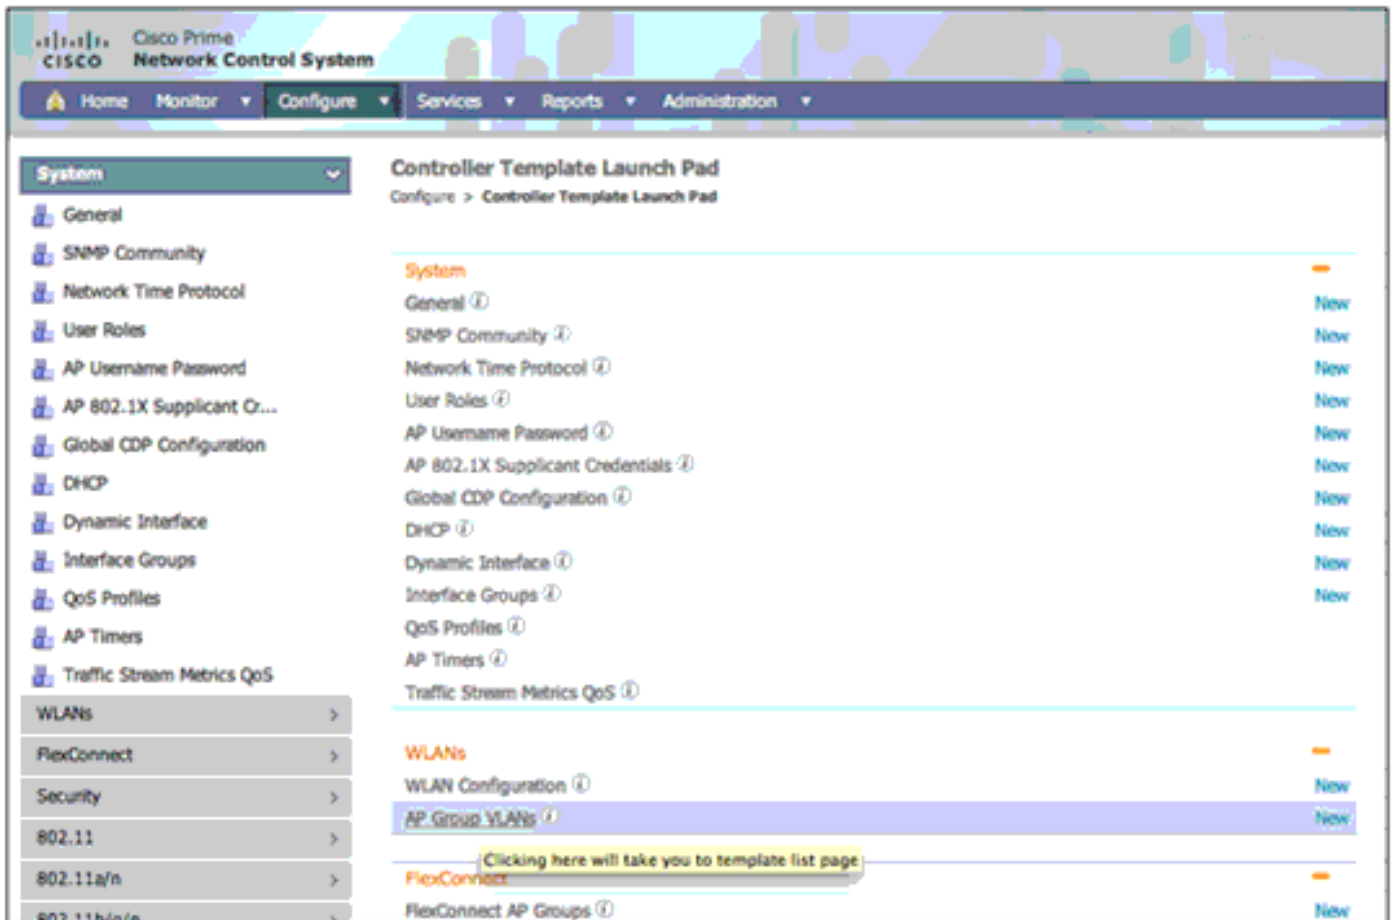 Cisco Prime
CISCO Network Control System
Home Monitor Configure Services Reports Administration
System
General
SNMP Community
Network Time Protocol
User Roles
AP Username Password
AP 802.1X Supplicant Cr...
Global CDP Configuration
DHCP
Dynamic Interface
Interface Groups
QoS Profiles
AP Timers
Traffic Stream Metrics QoS
WLANs
FlexConnect
Security
802.11
802.11a/n
802.11b/g/n
Controller Template Launch Pad
Configure > Controller Template Launch Pad
System
General New
SNMP Community New
Network Time Protocol New
User Roles New
AP Username Password New
AP 802.1X Supplicant Credentials New
Global CDP Configuration New
DHCP New
Dynamic Interface New
Interface Groups New
QoS Profiles
AP Timers
Traffic Stream Metrics QoS
WLANs
WLAN Configuration New
AP Group VLANs New
Clicking here will take you to template list page
FlexConnect
FlexConnect AP Groups New